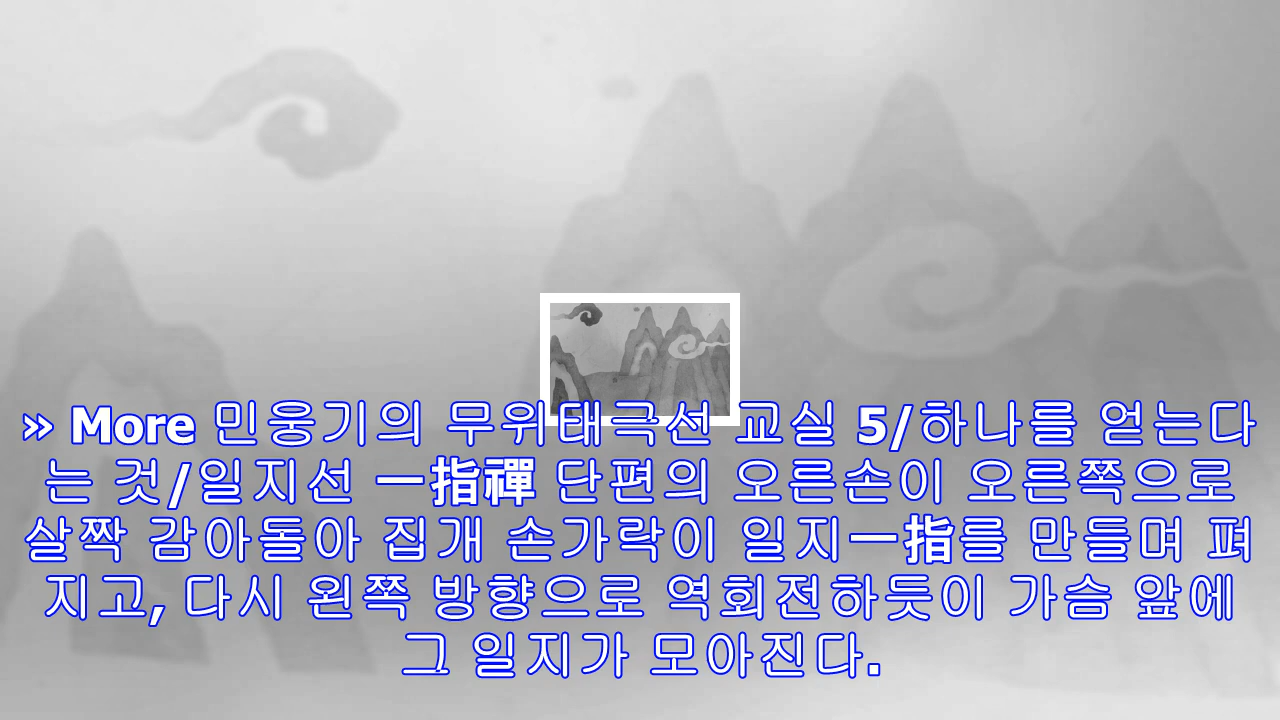 » More 민웅기의 무위태극선 교실 5/하나를 얻는다
는 것/일지선 一指禪 단편의 오른손이 오른쪽으로
살짝 감아돌아 집개 손가락이 일지一指를 만들며 펴
지고, 다시 왼쪽 방향으로 역회전하듯이 가슴 앞에
그 일지가 모아진다.